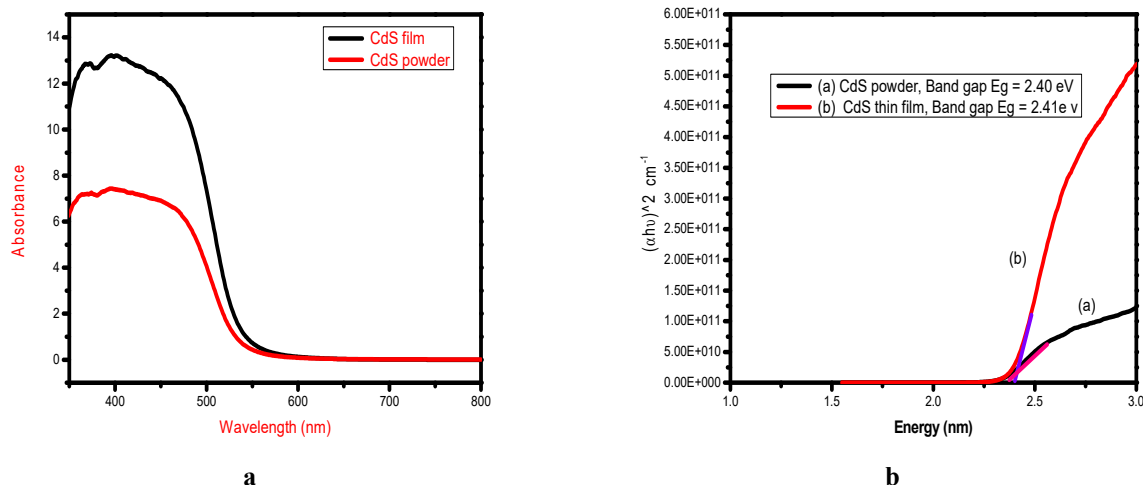 14
12
10
8
6
4
2
0
Absorbance
CdS film
CdS powder
400
500
600
700
800
Wavelength (nm)
a
6.00E+011
5.50E+011
5.00E+011
4.50E+011
4.00E+011
3.50E+011
3.00E+011
2.50E+011
2.00E+011
1.50E+011
1.00E+011
5.00E+010
0.00E+000
(αhυ)^2 cm⁻¹
(a) CdS powder, Band gap Eg = 2.40 eV
(b) CdS thin film, Band gap Eg = 2.41e v
(b)
(a)
1.0
1.5
2.0
2.5
3.0
Energy (nm)
b